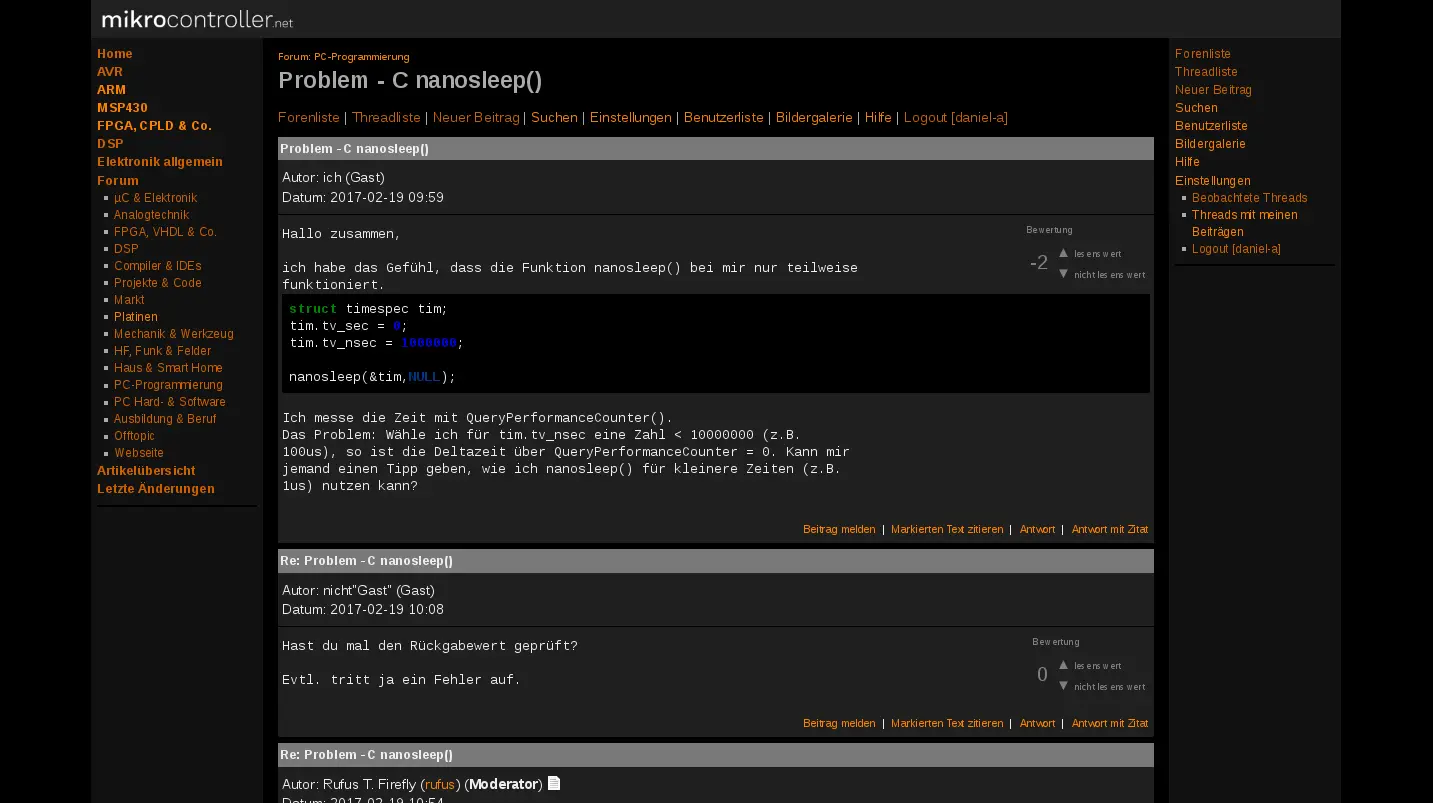 mikrocontroller.net
Home
AVR
ARM
MSP430
FPGA, CPLD & Co.
DSP
Elektronik allgemein
Forum
µC & Elektronik
Analogtechnik
FPGA, VHDL & Co.
DSP
Compiler & IDEs
Projekte & Code
Markt
Platinen
Mechanik & Werkzeug
HF, Funk & Felder
Haus & Smart Home
PC-Programmierung
PC Hard- & Software
Ausbildung & Beruf
Offtopic
Webseite
Artikelübersicht
Letzte Änderungen
Forum: PC-Programmierung
Problem - C nanosleep()
Forenliste | Threadliste | Neuer Beitrag | Suchen | Einstellungen | Benutzerliste | Bildergalerie | Hilfe | Logout [daniel-a]
Problem - C nanosleep()
Autor: ich (Gast)
Datum: 2017-02-19 09:59
Bewertung
-2
▲ lesenswert
▼ nicht lesenswert
Hallo zusammen,
ich habe das Gefühl, dass die Funktion nanosleep() bei mir nur teilweise
funktioniert.
struct timespec tim;
tim.tv_sec = 0;
tim.tv_nsec = 1000000;
nanosleep(&tim,NULL);
Ich messe die Zeit mit QueryPerformanceCounter().
Das Problem: Wähle ich für tim.tv_nsec eine Zahl < 10000000 (z.B.
100us), so ist die Deltazeit über QueryPerformanceCounter = 0. Kann mir
jemand einen Tipp geben, wie ich nanosleep() für kleinere Zeiten (z.B.
1us) nutzen kann?
Beitrag melden | Markierten Text zitieren | Antwort | Antwort mit Zitat
Re: Problem - C nanosleep()
Autor: nicht"Gast" (Gast)
Datum: 2017-02-19 10:08
Bewertung
0
▲ lesenswert
▼ nicht lesenswert
Hast du mal den Rückgabewert geprüft?
Evtl. tritt ja ein Fehler auf.
Beitrag melden | Markierten Text zitieren | Antwort | Antwort mit Zitat
Re: Problem - C nanosleep()
Autor: Rufus T. Firefly (rufus) (Moderator)
Datum: 2017-02-19 10:54
Forenliste
Threadliste
Neuer Beitrag
Suchen
Benutzerliste
Bildergalerie
Hilfe
Einstellungen
Beobachtete Threads
Threads mit meinen
Beiträgen
Logout [daniel-a]